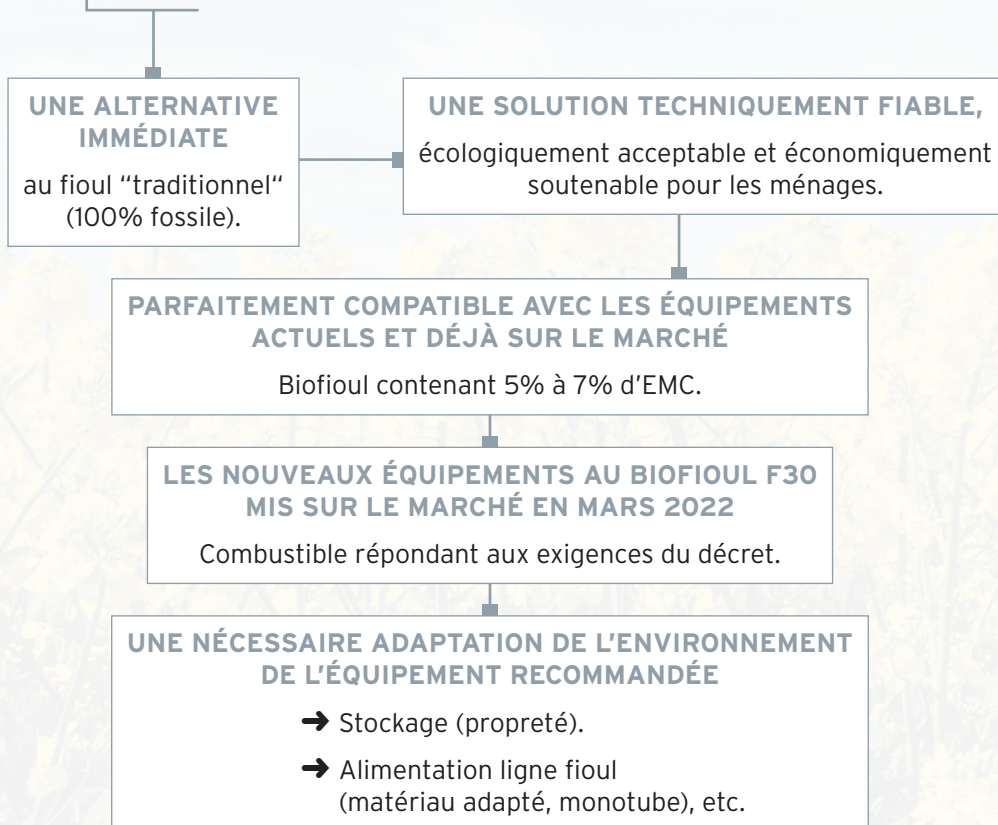 UNE ALTERNATIVE
IMMÉDIATE
au fioul “traditionnel“
(100% fossile).
UNE SOLUTION TECHNIQUEMENT FIABLE,
écologiquement acceptable et économiquement
soutenable pour les ménages.
PARFAITEMENT COMPATIBLE AVEC LES ÉQUIPEMENTS
ACTUELS ET DÉJÀ SUR LE MARCHÉ
Biofioul contenant 5% à 7% d’EMC.
LES NOUVEAUX ÉQUIPEMENTS AU BIOFIOUL F30
MIS SUR LE MARCHÉ EN MARS 2022
Combustible répondant aux exigences du décret.
UNE NÉCESSAIRE ADAPTATION DE L’ENVIRONNEMENT
DE L’ÉQUIPEMENT RECOMMANDÉE
➜ Stockage (propreté).
➜ Alimentation ligne fioul
(matériau adapté, monotube), etc.